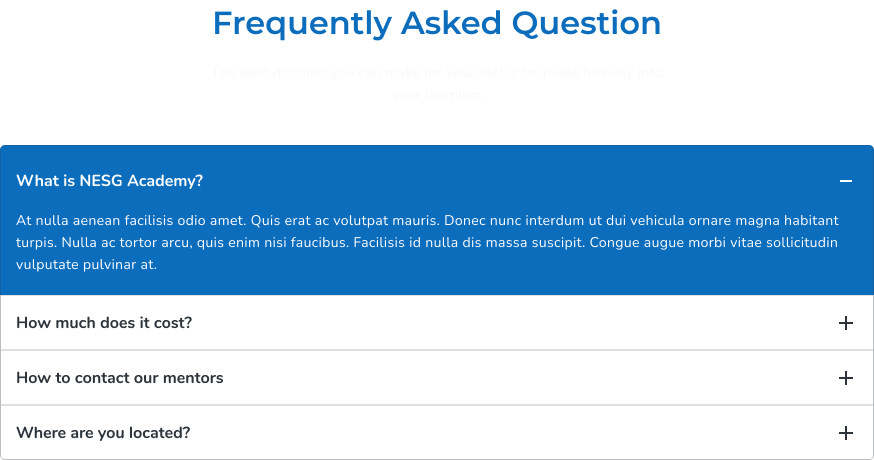 Frequently Asked Question
The best decision you can make for your self is to invest heavily into
your learning.
What is NESG Academy?
At nulla aenean facilisis odio amet. Quis erat ac volutpat mauris. Donec nunc interdum ut dui vehicula ornare magna habitant
turpis. Nulla ac tortor arcu, quis enim nisi faucibus. Facilisis id nulla dis massa suscipit. Congue augue morbi vitae sollicitudin
vulputate pulvinar at.
How much does it cost?
How to contact our mentors
Where are you located?